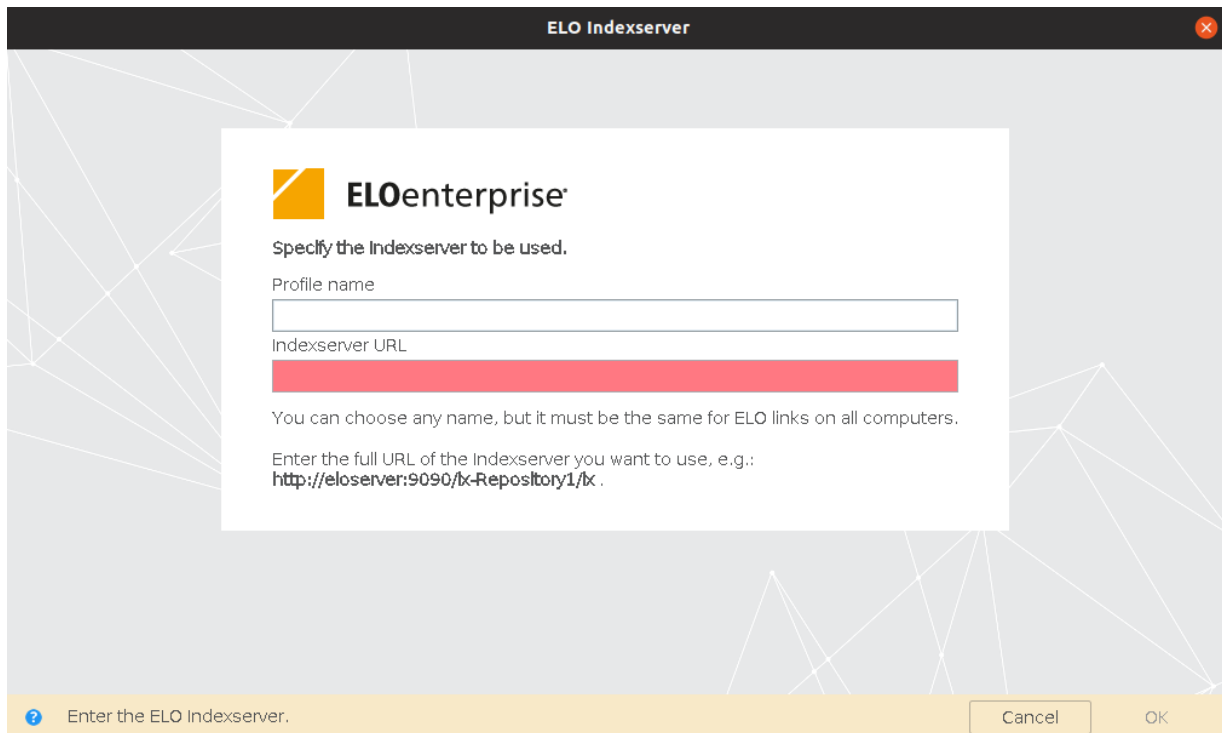 ELO Indexserver
ELOenterprise®
Specify the Indexserver to be used.
Profile name
Indexserver URL
You can choose any name, but it must be the same for ELO links on all computers.
Enter the full URL of the Indexserver you want to use, e.g.:
http://eloserver:9090/ix-Repository1/ix .
? Enter the ELO Indexserver.
Cancel
OK